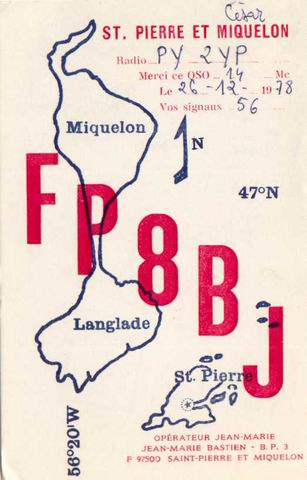 César
ST. PIERRE ET MIQUELON
Radio PY 2YP
Merci ce QSO 14 Mc
Le 26-12-1978
Vos signaux 56
Miquelon
N
47°N
FP8BJ
Langlade
St. Pierre
56°20'W
OPÉRATEUR JEAN-MARIE
JEAN-MARIE BASTIEN - B.P. 3
F 97500 SAINT-PIERRE ET MIQUELON